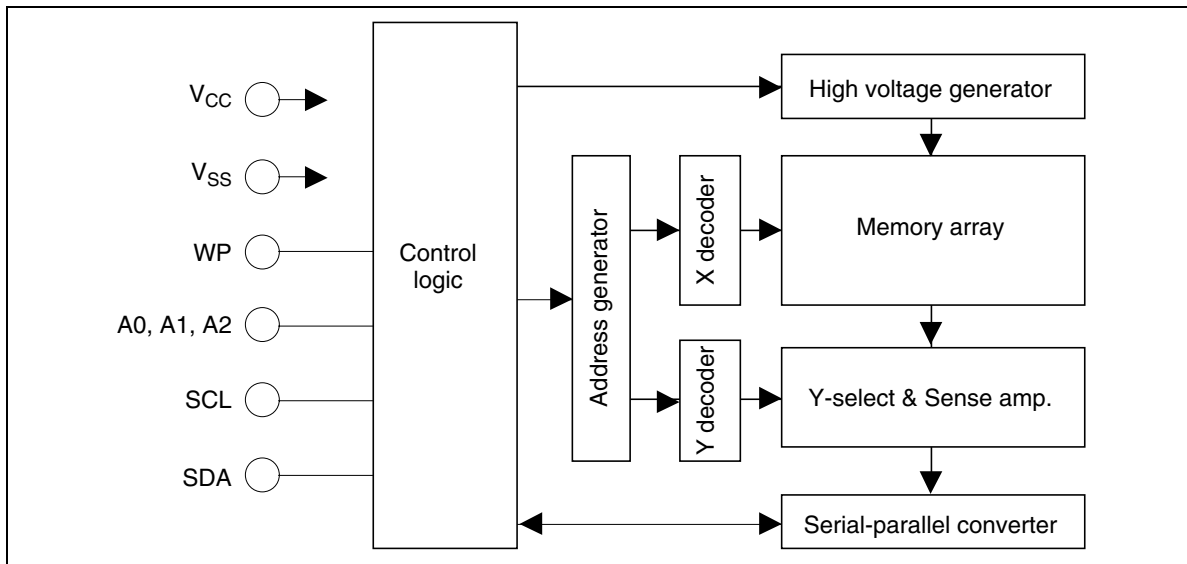 V_CC
V_SS
WP
A0, A1, A2
SCL
SDA
Control
logic
Address generator
X decoder
Y decoder
High voltage generator
Memory array
Y-select & Sense amp.
Serial-parallel converter